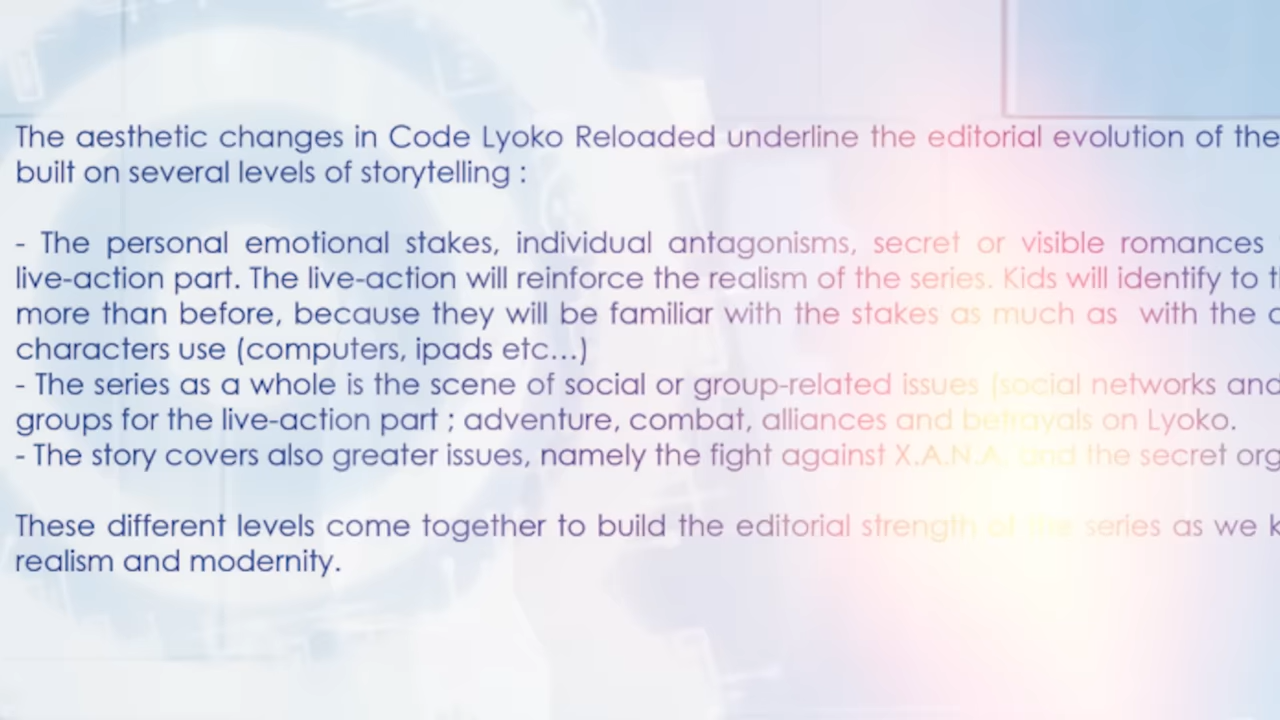 The aesthetic changes in Code Lyoko Reloaded underline the editorial evolution of the
built on several levels of storytelling :
- The personal emotional stakes, individual antagonisms, secret or visible romances
live-action part. The live-action will reinforce the realism of the series. Kids will identify to
more than before, because they will be familiar with the stakes as much as with the
characters use (computers, ipads etc...)
- The series as a whole is the scene of social or group-related issues (social networks and
groups for the live-action part ; adventure, combat, alliances and betrayals on Lyoko.
- The story covers also greater issues, namely the fight against X.A.N.A. and the secret
These different levels come together to build the editorial strength of the series as we
realism and modernity.